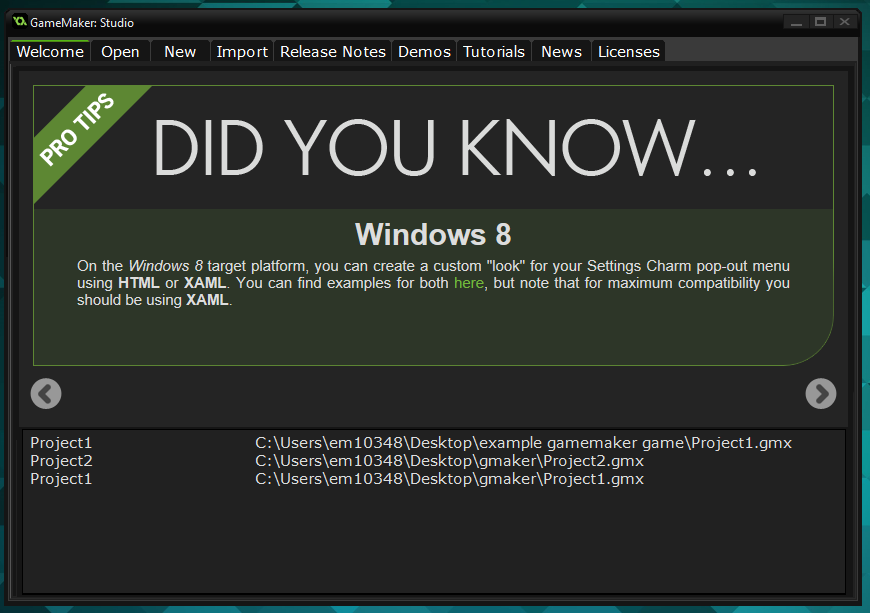 GameMaker: Studio
Welcome Open New Import Release Notes Demos Tutorials News Licenses
PRO TIPS
DID YOU KNOW...
Windows 8
On the Windows 8 target platform, you can create a custom "look" for your Settings Charm pop-out menu
using HTML or XAML. You can find examples for both here, but note that for maximum compatibility you
should be using XAML.
Project1 C:\Users\em10348\Desktop\example gamemaker game\Project1.gmx
Project2 C:\Users\em10348\Desktop\gmaker\Project2.gmx
Project1 C:\Users\em10348\Desktop\gmaker\Project1.gmx